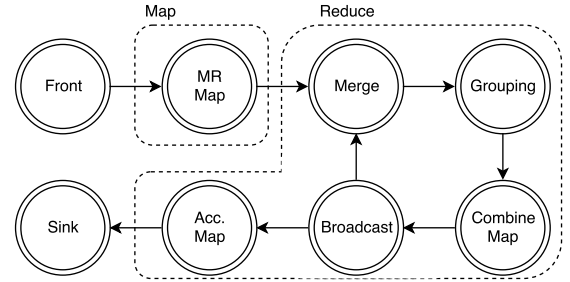 Map
Reduce
Front
MR
Map
Merge
Grouping
Sink
Acc.
Map
Broadcast
Combine
Map